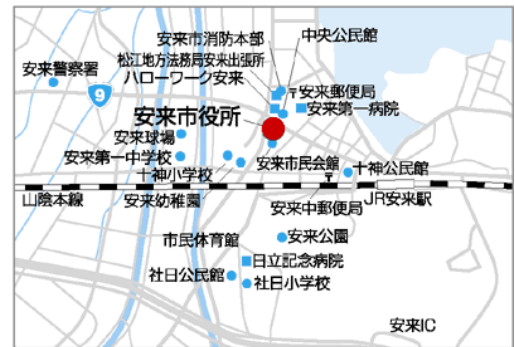 安来市消防本部
中央公民館
松江地方法務局安来出張所
安来警察署
ハローワーク安来
〒安来郵便局
9
安来第一病院
安来市役所
安来球場
安来第一中学校
安来市民会館
十神公民館
十神小学校
〒
山陰本線
安来幼稚園
JR安来駅
安来中郵便局
市民体育館
安来公園
日立記念病院
社日公民館
社日小学校
安来IC